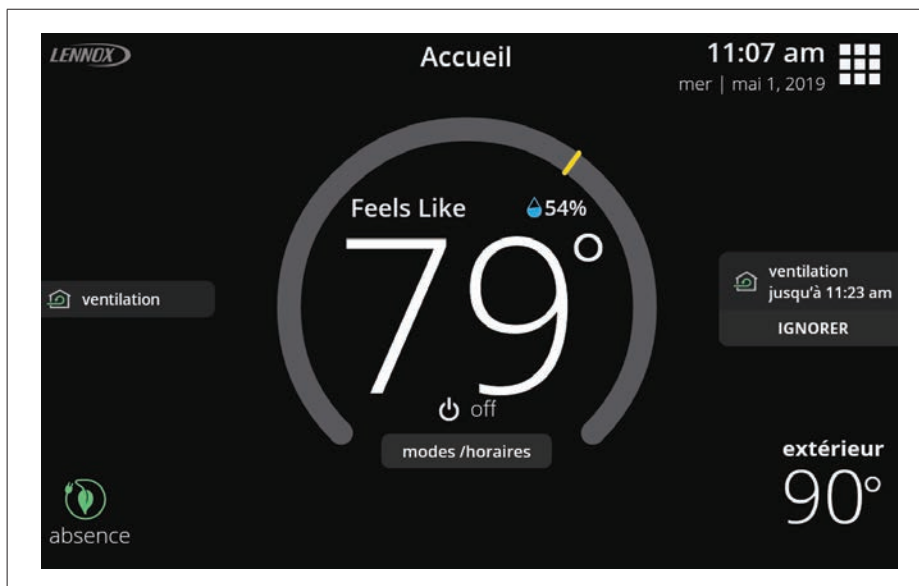 LENNOX
Accueil
11:07 am
mer | mai 1, 2019
Feels Like
54%
79°
ventilation
ventilation
jusqu'à 11:23 am
IGNORER
off
modes /horaires
absence
extérieur
90°